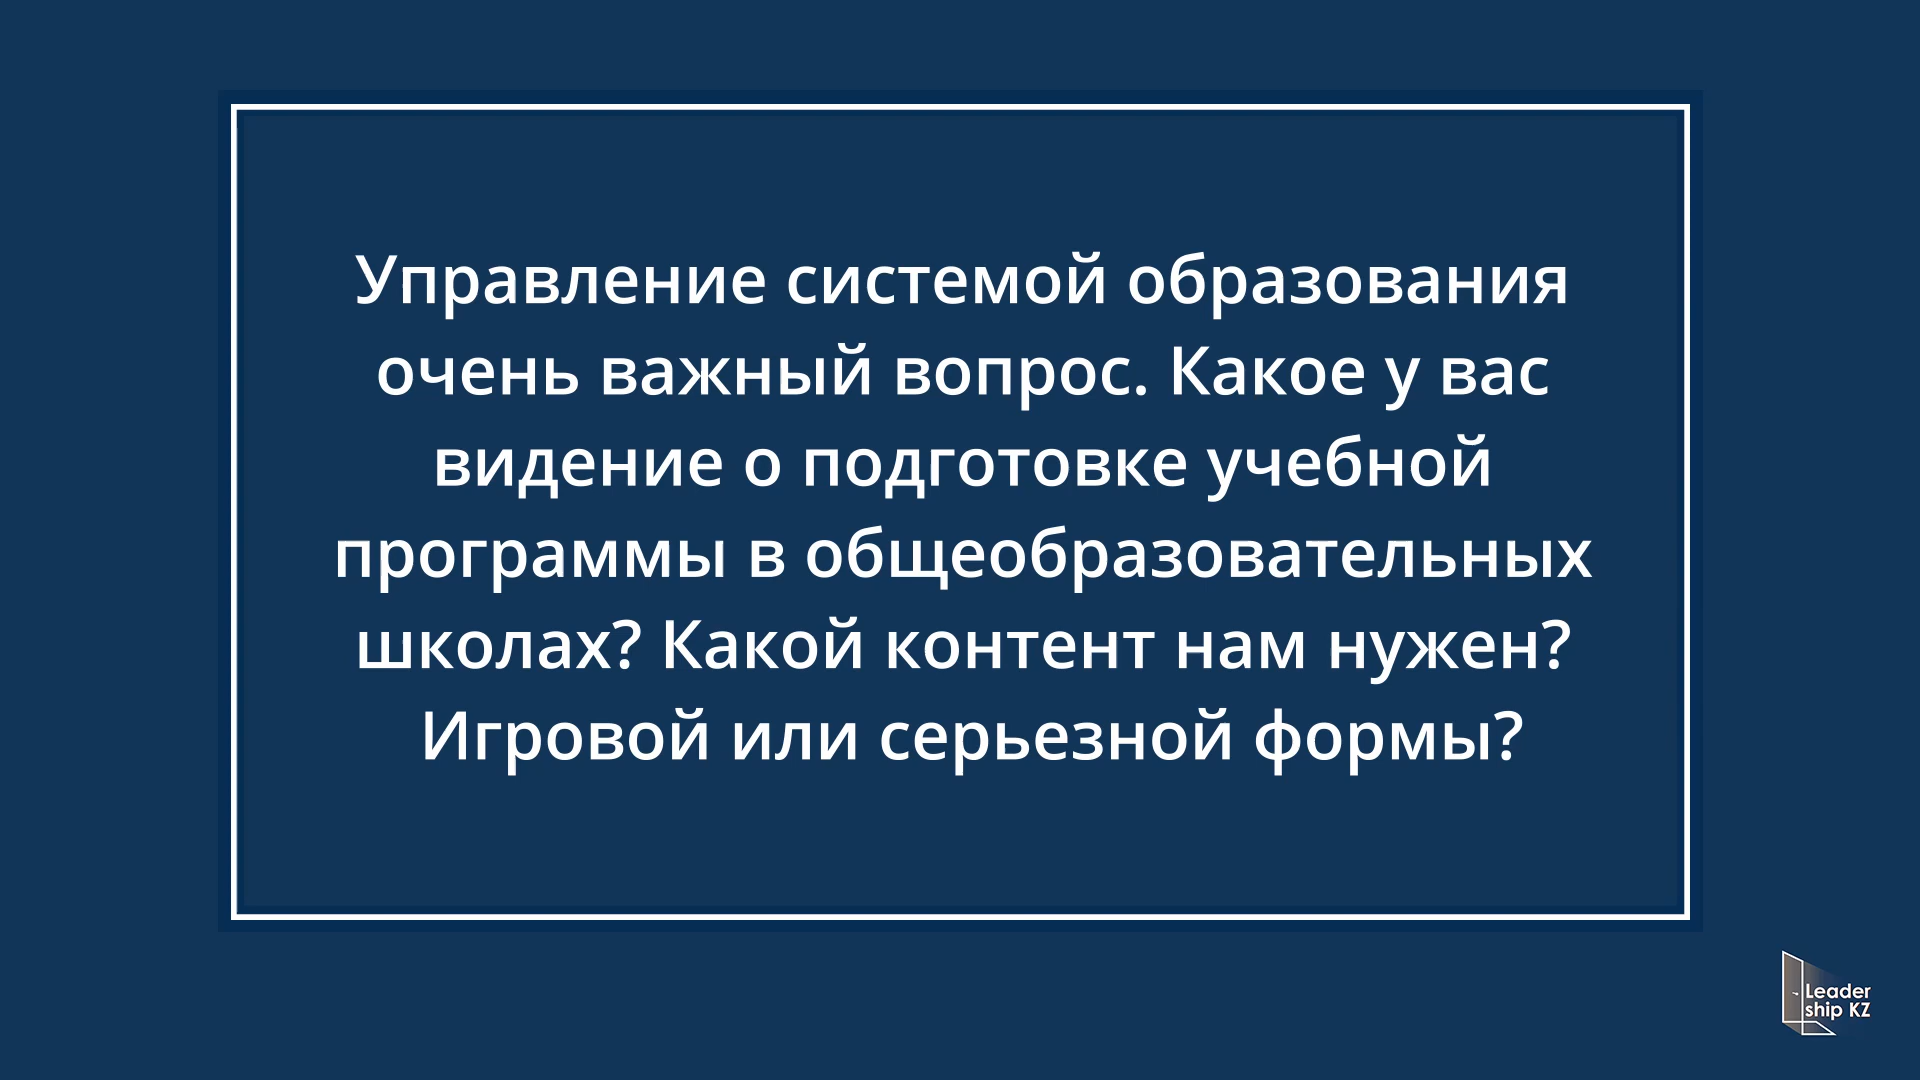 Управление системой образования
очень важный вопрос. Какое у вас
видение о подготовке учебной
программы в общеобразовательных
школах? Какой контент нам нужен?
Игровой или серьезной формы?
Leader
ship KZ